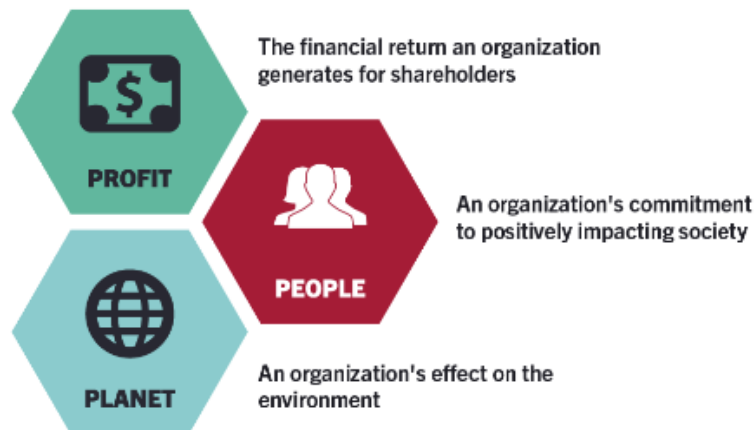 The financial return an organization
generates for shareholders
$
PROFIT
An organization's commitment
to positively impacting society
PEOPLE
An organization's effect on the
environment
PLANET